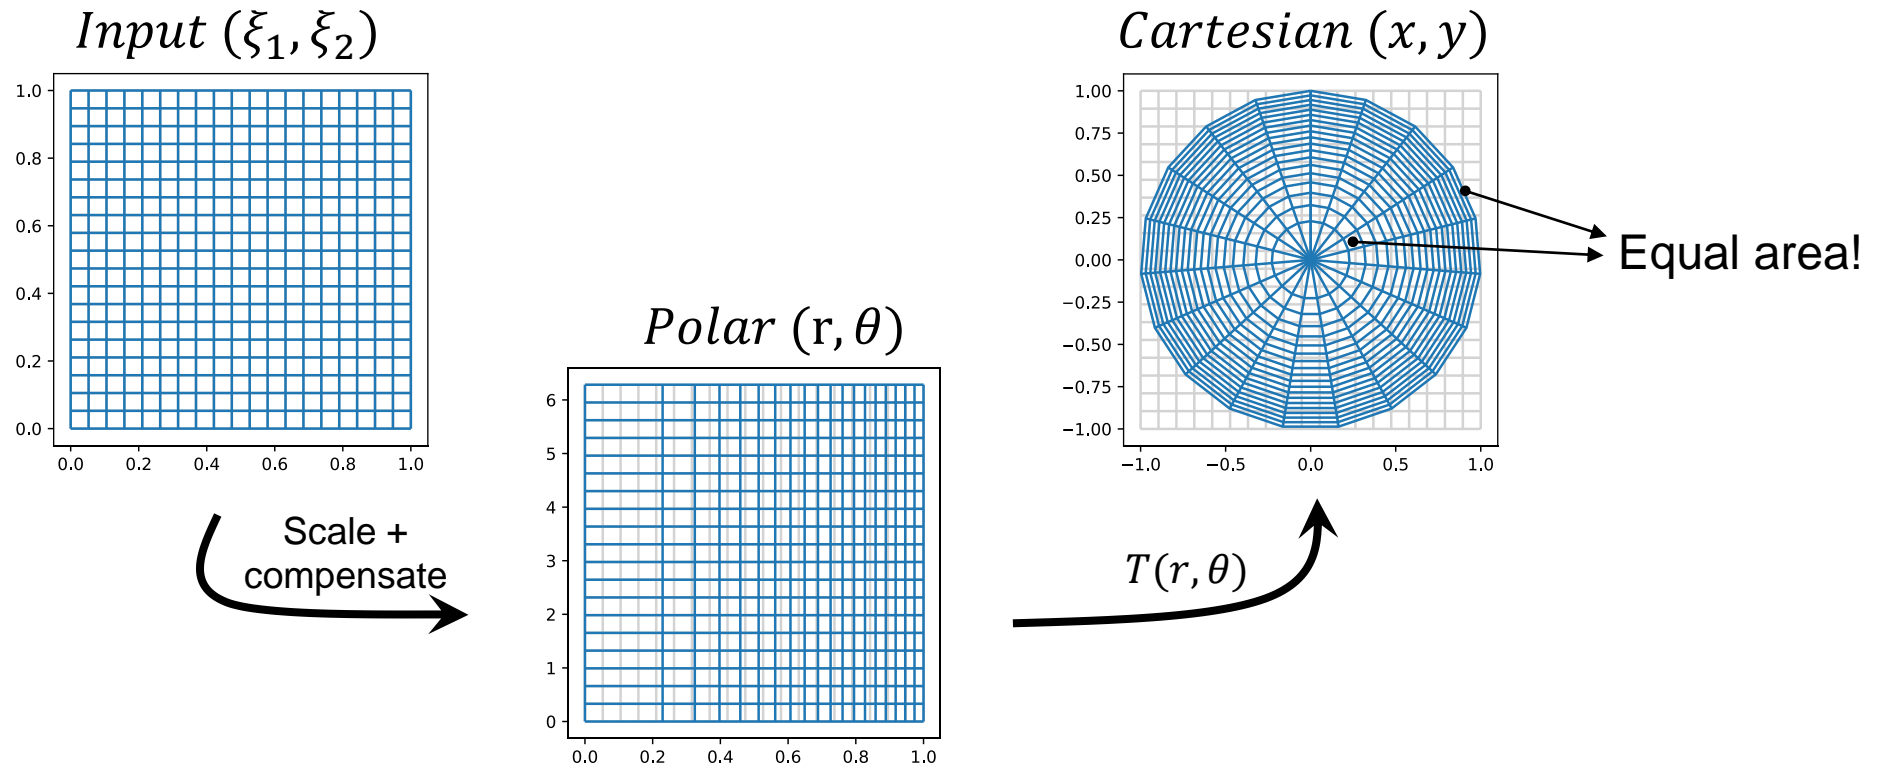 Input (ξ₁, ξ₂)
1.0
0.8
0.6
0.4
0.2
0.0
0.0 0.2 0.4 0.6 0.8 1.0
Scale +
compensate
Polar (r, θ)
6
5
4
3
2
1
0
0.0 0.2 0.4 0.6 0.8 1.0
T(r, θ)
Cartesian (x, y)
1.00
0.75
0.50
0.25
0.00
−0.25
−0.50
−0.75
−1.00
−1.0 −0.5 0.0 0.5 1.0
Equal area!